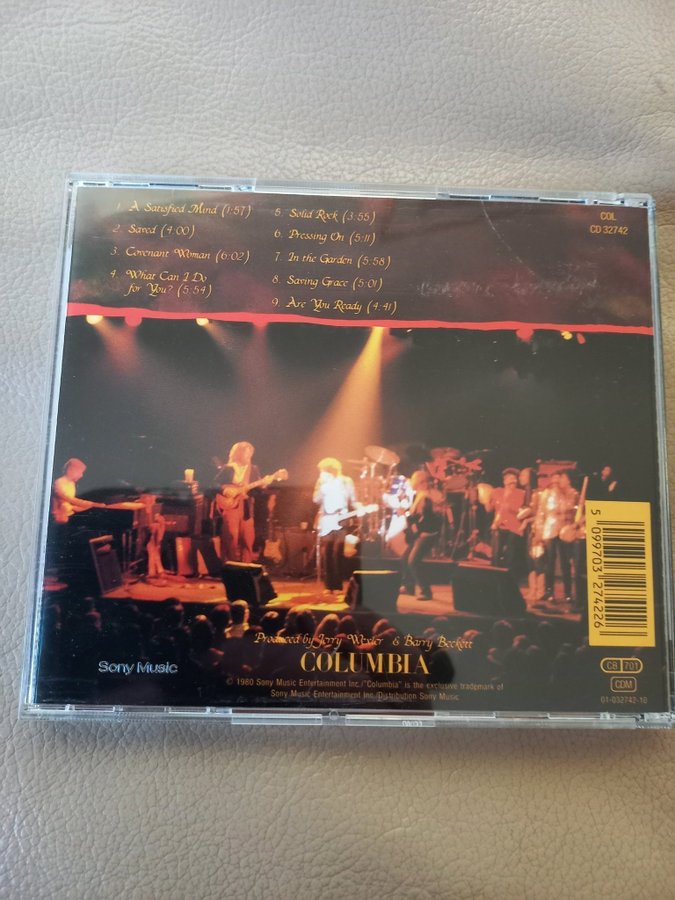 1. A Satisfied Mind (1:57)
2. Saved (4:00)
3. Covenant Woman (6:02)
4. What Can I Do
for You? (5:54)
5. Solid Rock (3:55)
6. Pressing On (5:11)
7. In the Garden (5:58)
8. Saving Grace (5:01)
9. Are You Ready (4:41)
COL
CD 32742
5 099703 274226
Produced by Jerry Wexler & Barry Beckett
COLUMBIA
Sony Music
© 1980 Sony Music Entertainment Inc./"Columbia" is the exclusive trademark of
Sony Music Entertainment Inc./Distribution Sony Music
CB 701
CDM
01-032742-10